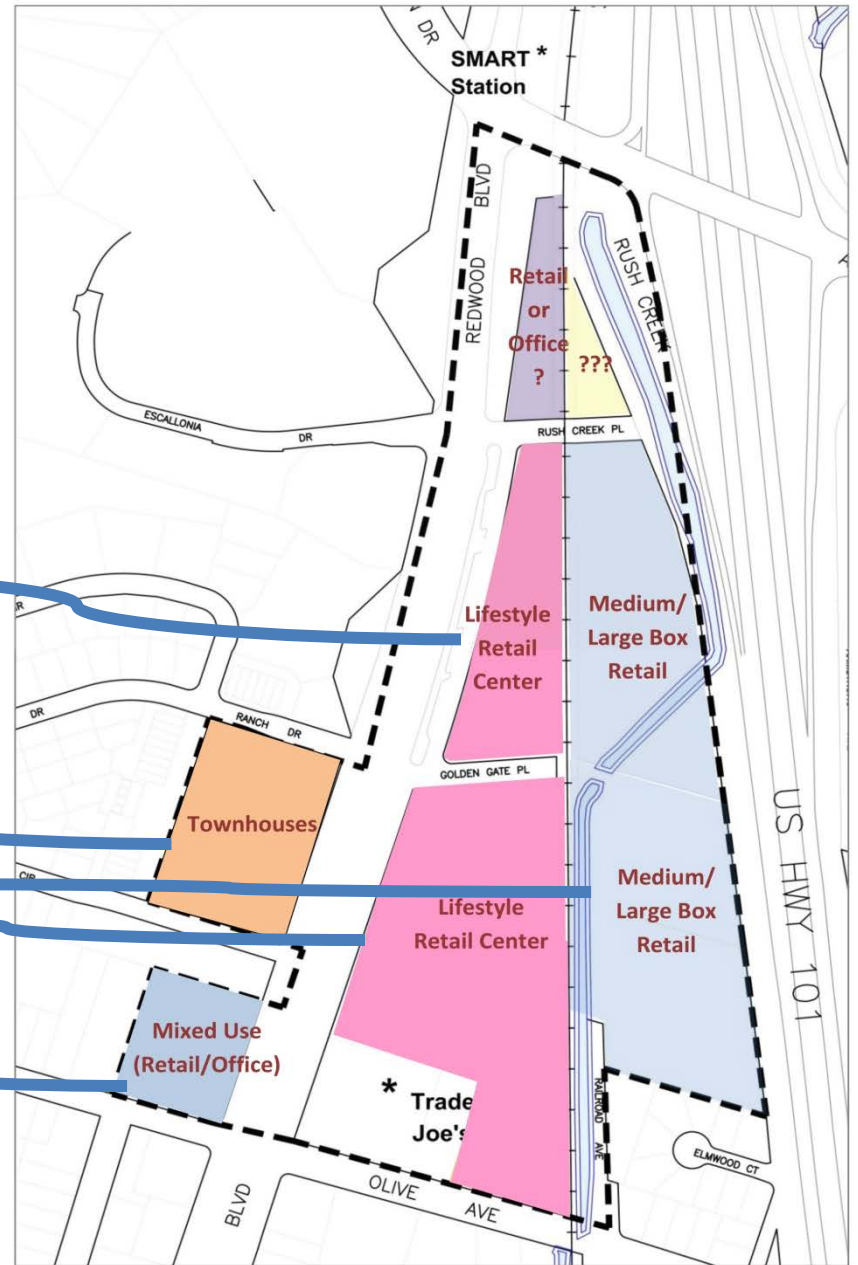 N DR
SMART *
Station
REDWOOD BLVD
RUSH CREEK
Retail
or
Office
?
???
ESCALLONIA DR
RUSH CREEK PL
Lifestyle
Retail
Center
Medium/
Large Box
Retail
DR
RANCH DR
GOLDEN GATE PL
US HWY 101
Townhouses
CIR
Lifestyle
Retail Center
Medium/
Large Box
Retail
Mixed Use
(Retail/Office)
* Trade
Joe's
RAILROAD AVE
ELMWOOD CT
OLIVE AVE
BLVD